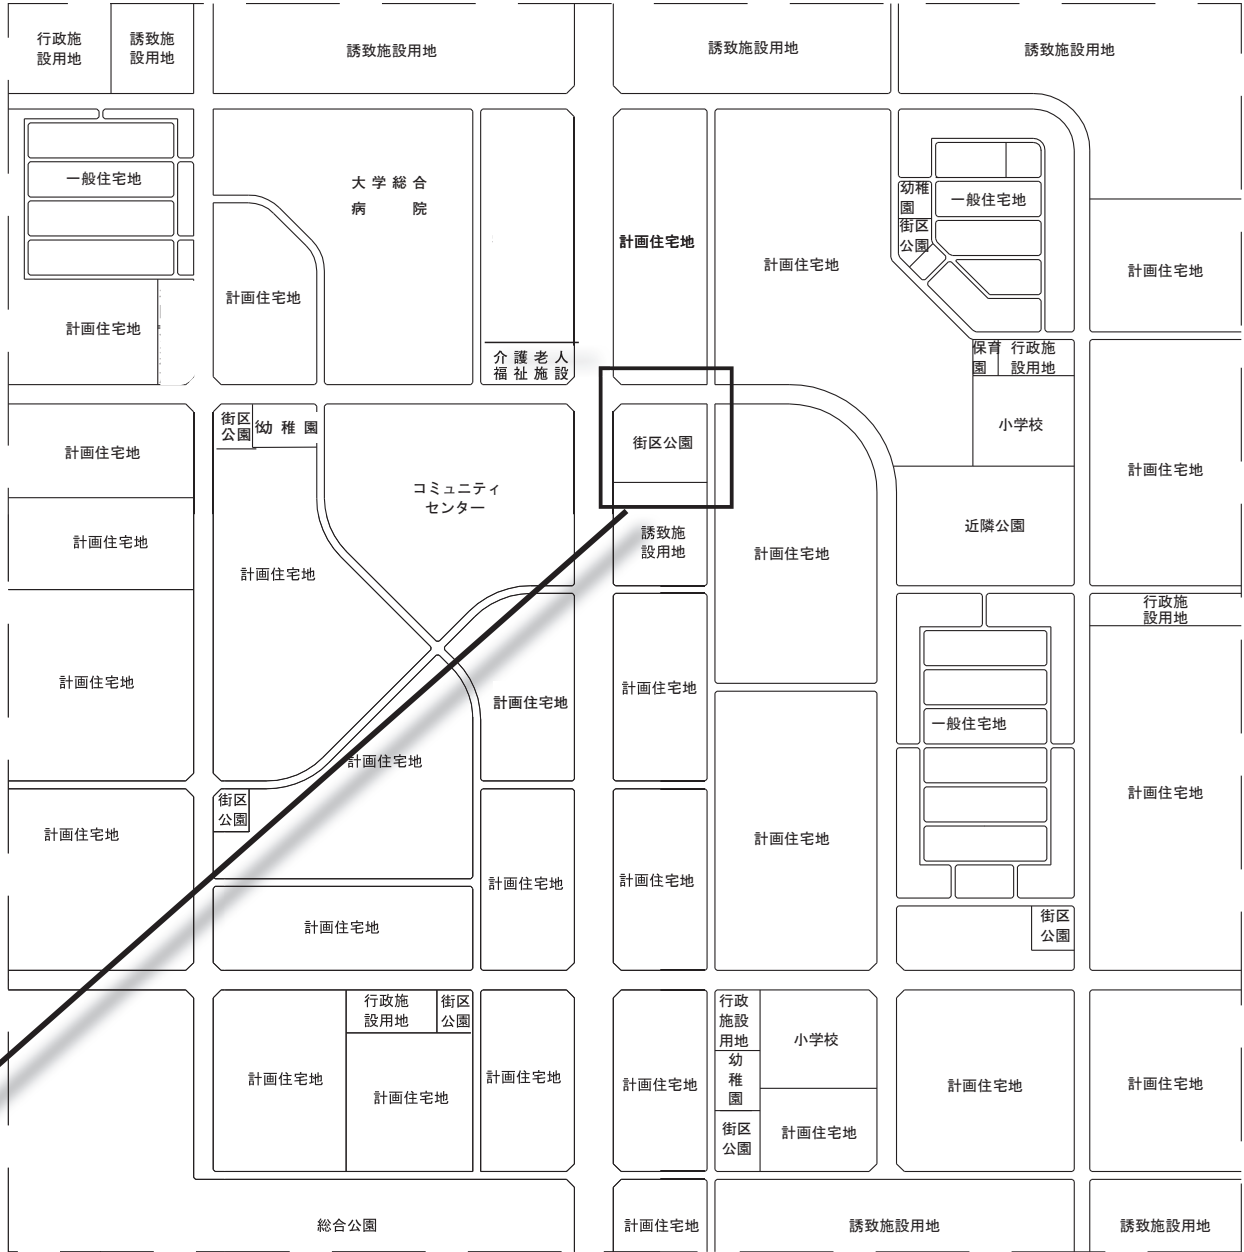 行政施
設用地
誘致施
設用地
誘致施設用地
誘致施設用地
誘致施設用地
一般住宅地
大学総合
病 院
計画住宅地
計画住宅地
計画住宅地
計画住宅地
幼稚
園
街区
公園
一般住宅地
計画住宅地
介護老人
福祉施設
保育
園
行政施
設用地
小学校
計画住宅地
街区
公園
幼稚園
コミュニティ
センター
街区公園
誘致施
設用地
計画住宅地
近隣公園
計画住宅地
計画住宅地
計画住宅地
計画住宅地
行政施
設用地
計画住宅地
計画住宅地
計画住宅地
計画住宅地
一般住宅地
計画住宅地
街区
公園
計画住宅地
計画住宅地
計画住宅地
計画住宅地
計画住宅地
計画住宅地
街区
公園
計画住宅地
行政施
設用地
街区
公園
計画住宅地
計画住宅地
計画住宅地
行政
施設
用地
幼
稚
園
街区
公園
小学校
計画住宅地
計画住宅地
計画住宅地
総合公園
計画住宅地
誘致施設用地
誘致施設用地